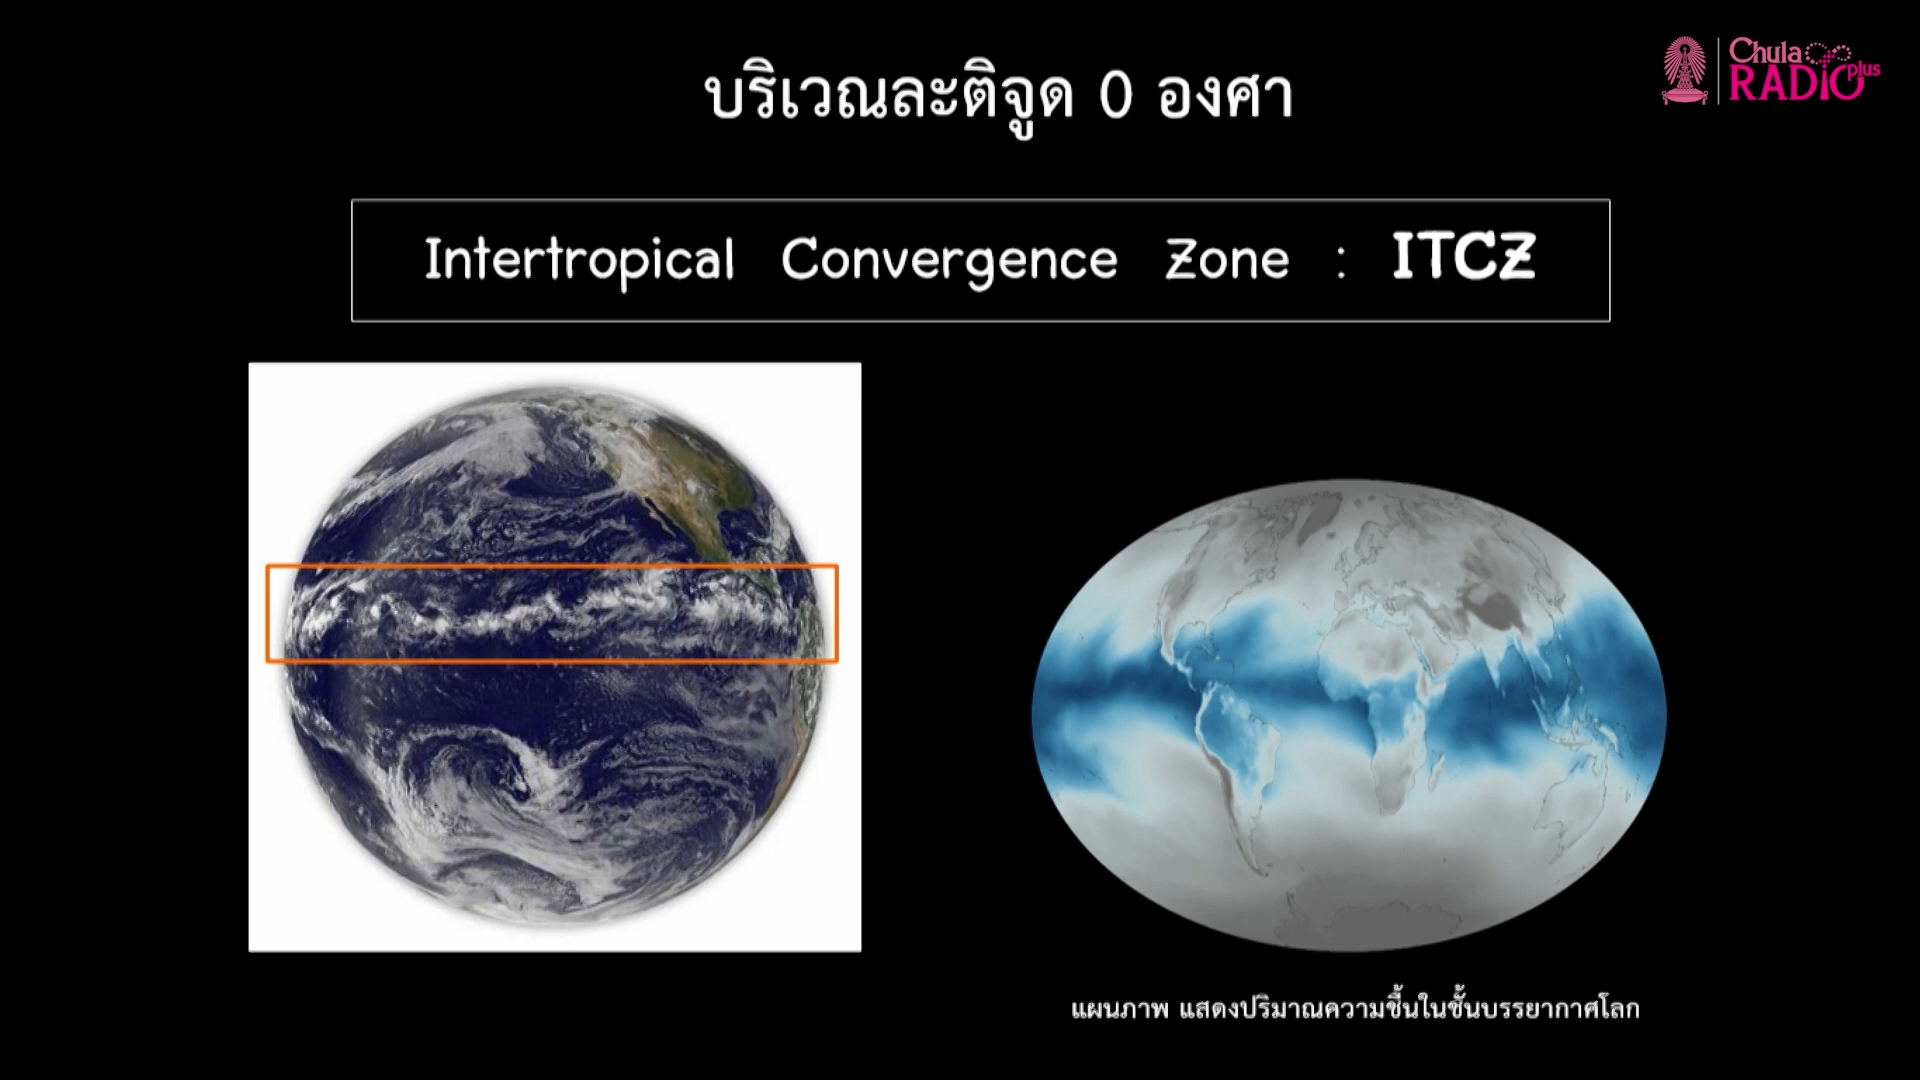 Chula
RADIO plus
บริเวณละติจูด 0 องศา
Intertropical Convergence Zone : ITCZ
แผนภาพ แสดงปริมาณความชื้นในชั้นบรรยากาศโลก